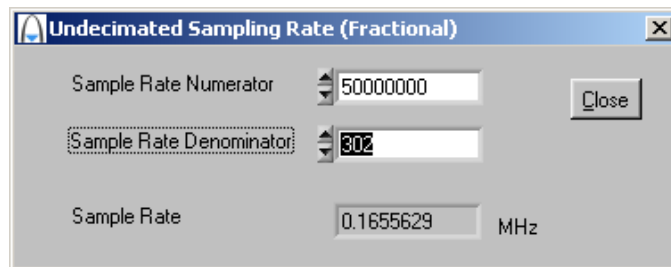 Undecimated Sampling Rate (Fractional)
Sample Rate Numerator 50000000
Close
Sample Rate Denominator 302
Sample Rate 0.1655629 MHz